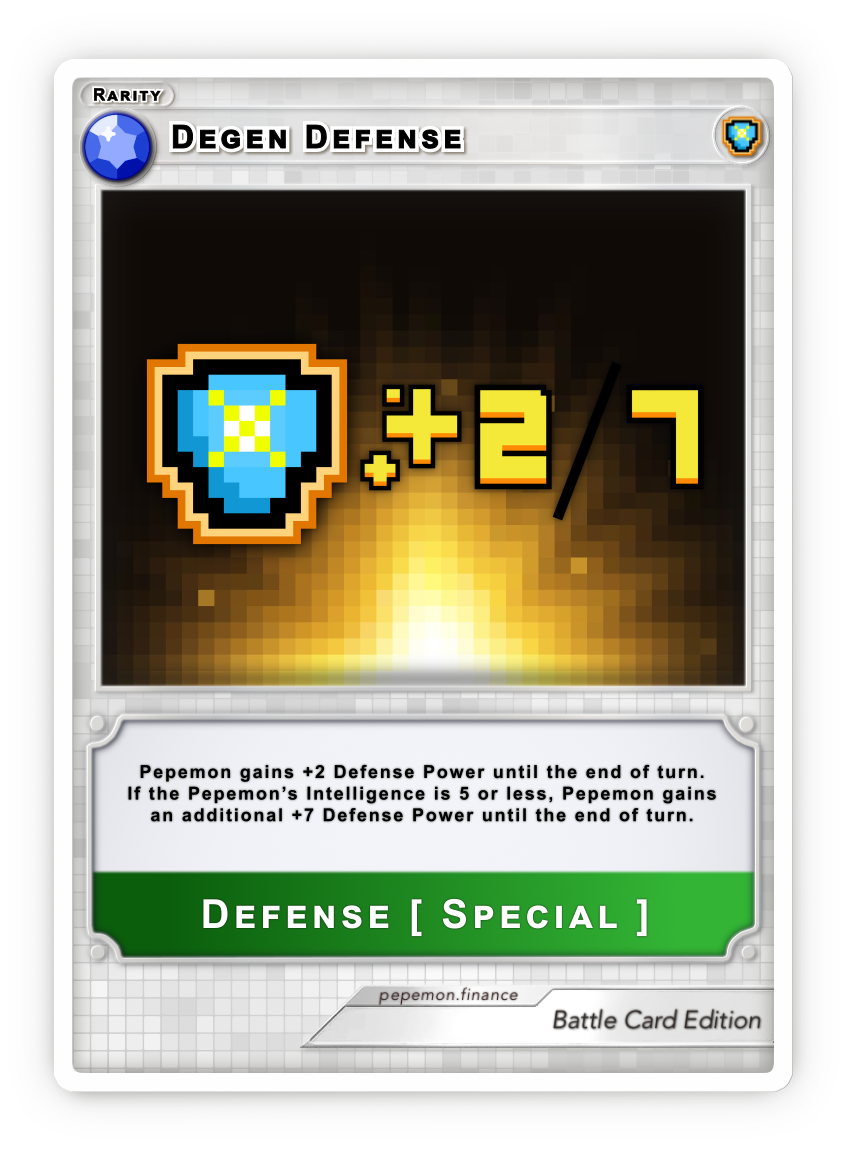 Rarity
Degen Defense
+2/7
Pepemon gains +2 Defense Power until the end of turn.
If the Pepemon's Intelligence is 5 or less, Pepemon gains
an additional +7 Defense Power until the end of turn.
Defense [ Special ]
pepemon.finance
Battle Card Edition